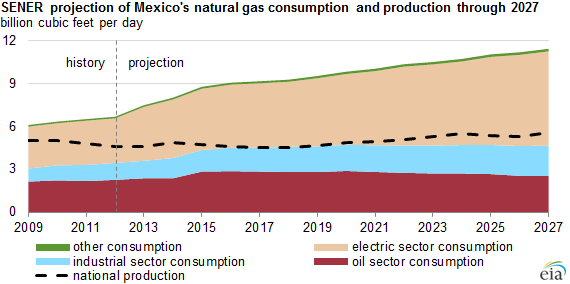 SENER projection of Mexico's natural gas consumption and production through 2027
billion cubic feet per day
12
history projection
9
6
3
0
2009 2011 2013 2015 2017 2019 2021 2023 2025 2027
other consumption electric sector consumption
industrial sector consumption oil sector consumption
national production
eia